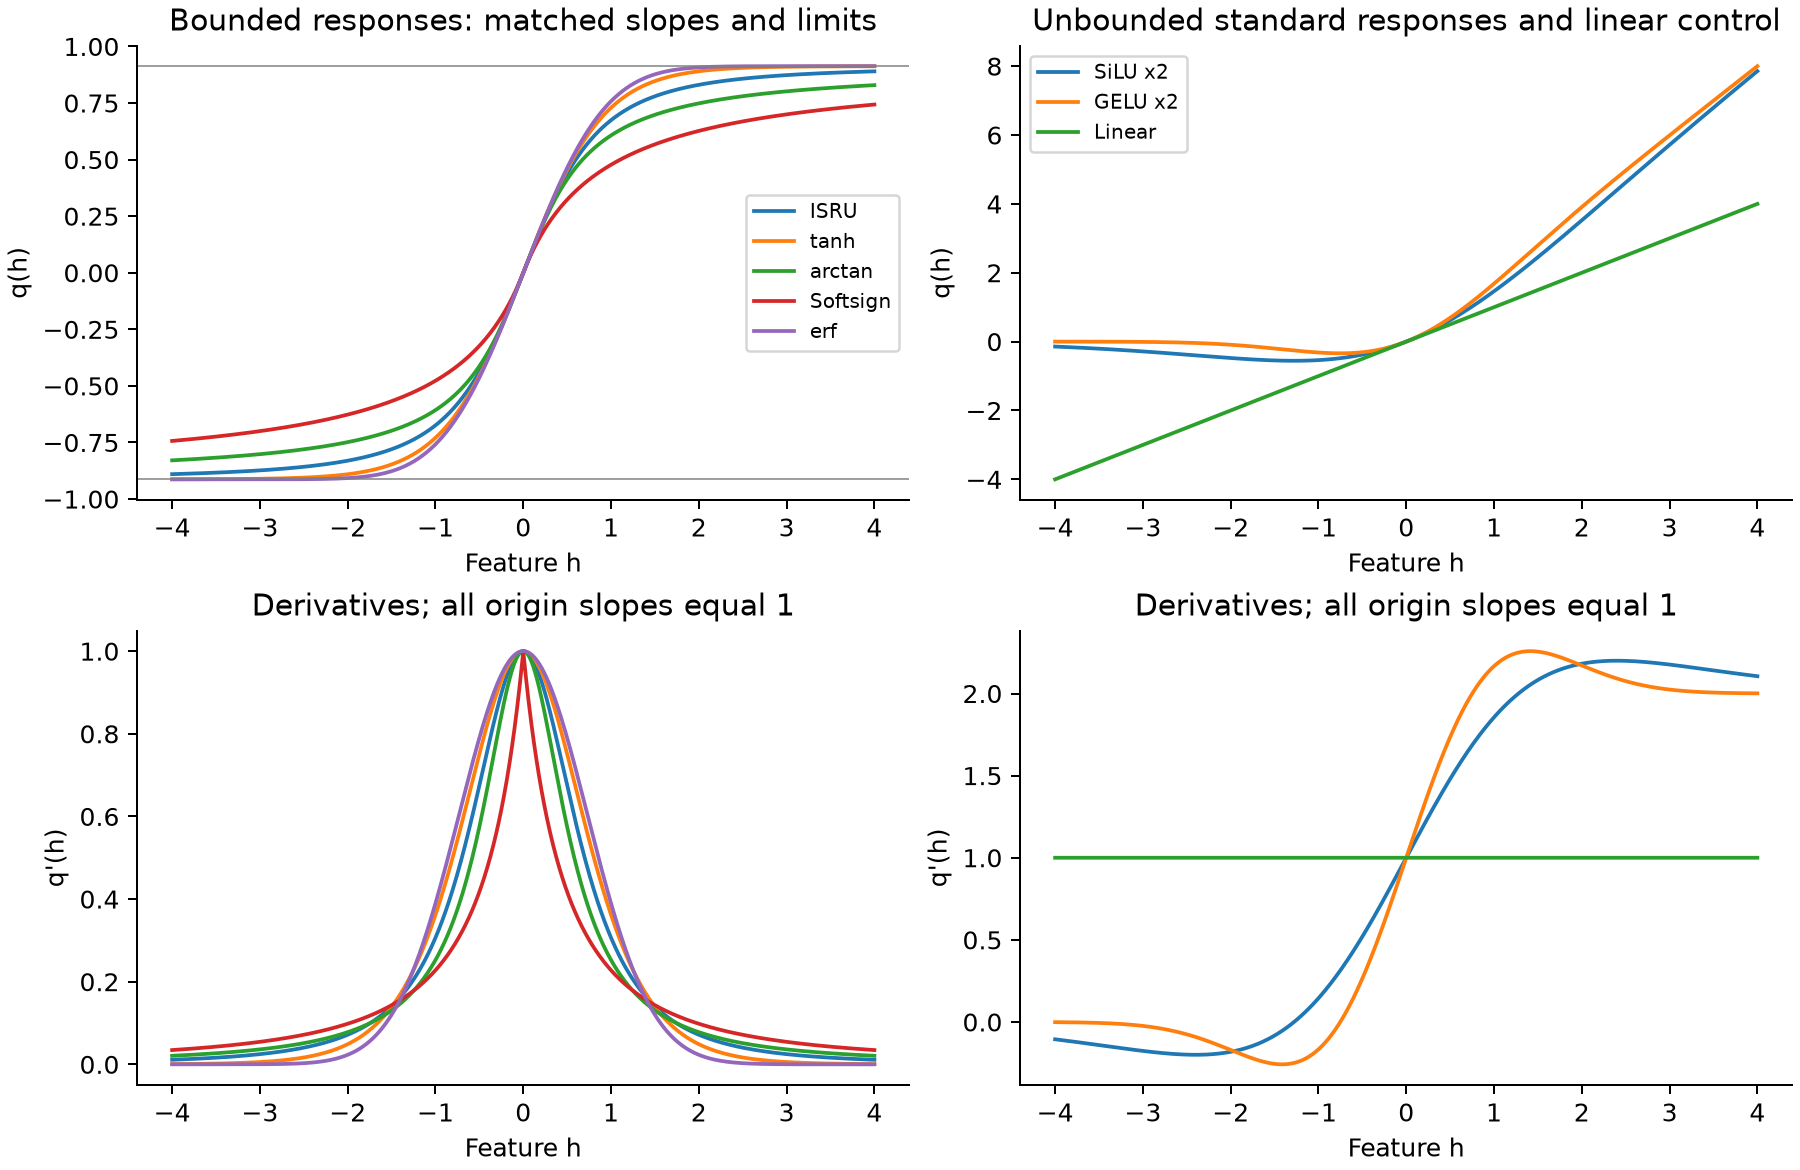 Bounded responses: matched slopes and limits
1.00
0.75
0.50
0.25
0.00
−0.25
−0.50
−0.75
−1.00
q(h)
ISRU
tanh
arctan
Softsign
erf
−4 −3 −2 −1 0 1 2 3 4
Feature h
Unbounded standard responses and linear control
8
6
4
2
0
−2
−4
q(h)
SiLU x2
GELU x2
Linear
−4 −3 −2 −1 0 1 2 3 4
Feature h
Derivatives; all origin slopes equal 1
1.0
0.8
0.6
0.4
0.2
0.0
q'(h)
−4 −3 −2 −1 0 1 2 3 4
Feature h
Derivatives; all origin slopes equal 1
2.0
1.5
1.0
0.5
0.0
q'(h)
−4 −3 −2 −1 0 1 2 3 4
Feature h